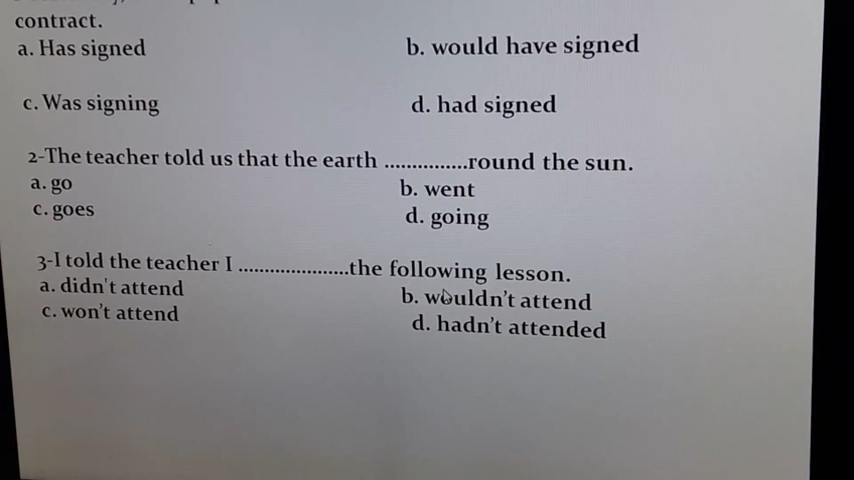 contract.
a. Has signed b. would have signed
c. Was signing d. had signed
2-The teacher told us that the earth ...............round the sun.
a. go b. went
c. goes d. going
3-I told the teacher I .....................the following lesson.
a. didn't attend b. wouldn't attend
c. won't attend d. hadn't attended